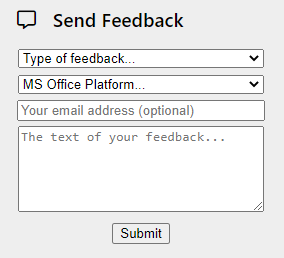 Send Feedback
Type of feedback...
MS Office Platform...
Your email address (optional)
The text of your feedback...
Submit